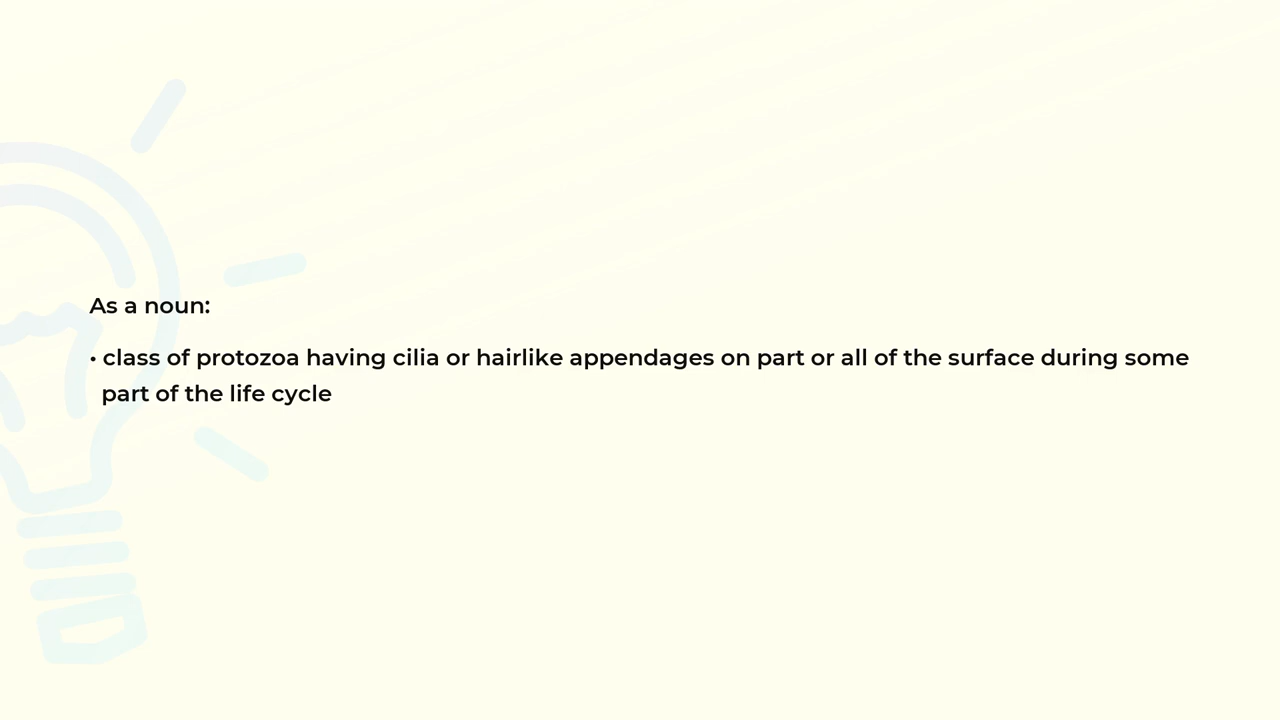 As a noun:
• class of protozoa having cilia or hairlike appendages on part or all of the surface during some
part of the life cycle